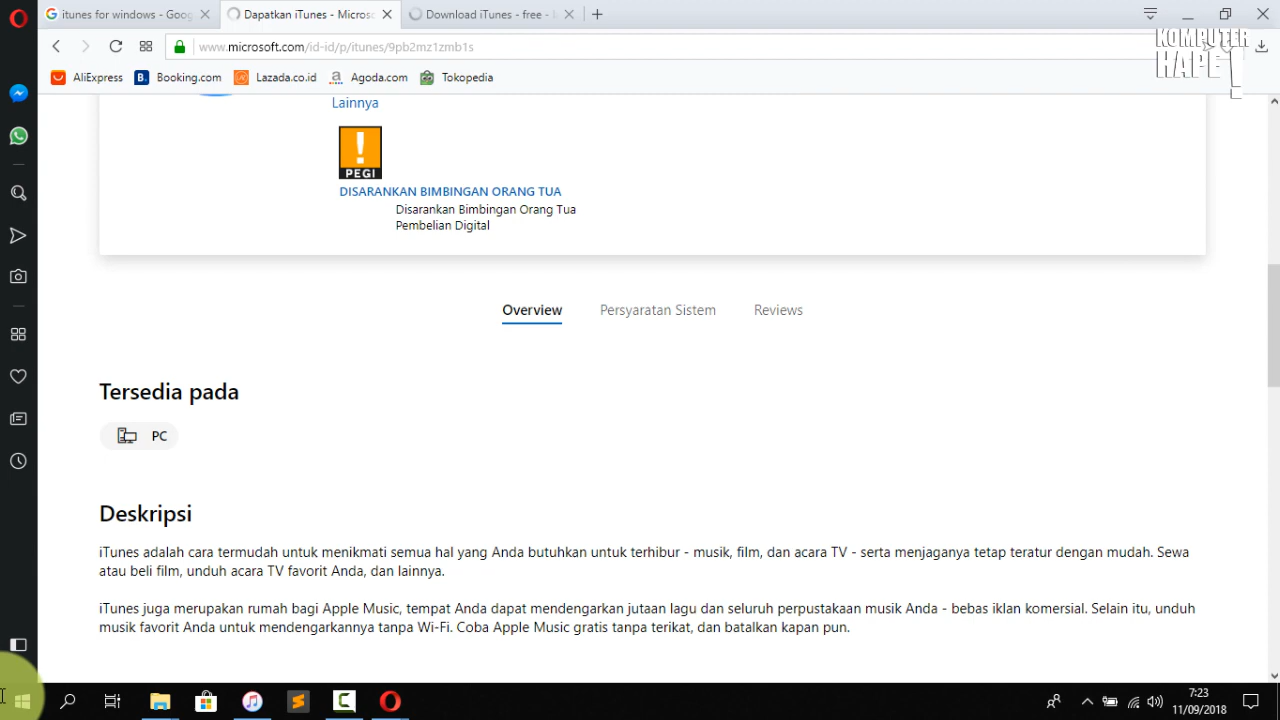 itunes for windows - Goog
Dapatkan iTunes - Microso
Download iTunes - free -
www.microsoft.com/id-id/p/itunes/9pb2mz1zmb1s
KOMPUTER
HAPE!
AliExpress
B. Booking.com
Lazada.co.id
a Agoda.com
Tokopedia
Lainnya
PEGI
DISARANKAN BIMBINGAN ORANG TUA
Disarankan Bimbingan Orang Tua
Pembelian Digital
Overview
Persyaratan Sistem
Reviews
Tersedia pada
PC
Deskripsi
iTunes adalah cara termudah untuk menikmati semua hal yang Anda butuhkan untuk terhibur - musik, film, dan acara TV - serta menjaganya tetap teratur dengan mudah. Sewa
atau beli film, unduh acara TV favorit Anda, dan lainnya.
iTunes juga merupakan rumah bagi Apple Music, tempat Anda dapat mendengarkan jutaan lagu dan seluruh perpustakaan musik Anda - bebas iklan komersial. Selain itu, unduh
musik favorit Anda untuk mendengarkannya tanpa Wi-Fi. Coba Apple Music gratis tanpa terikat, dan batalkan kapan pun.
7:23
11/09/2018